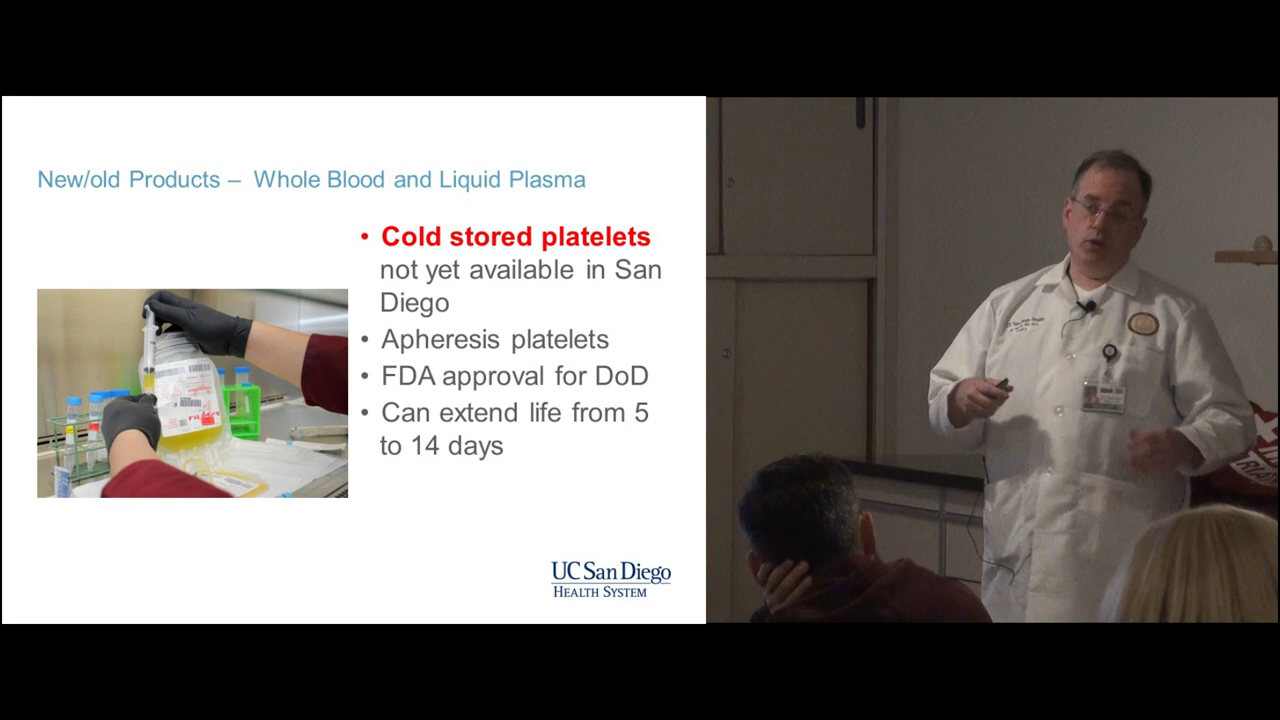 New/old Products – Whole Blood and Liquid Plasma
• Cold stored platelets
not yet available in San
Diego
• Apheresis platelets
• FDA approval for DoD
• Can extend life from 5
to 14 days
UC San Diego
HEALTH SYSTEM